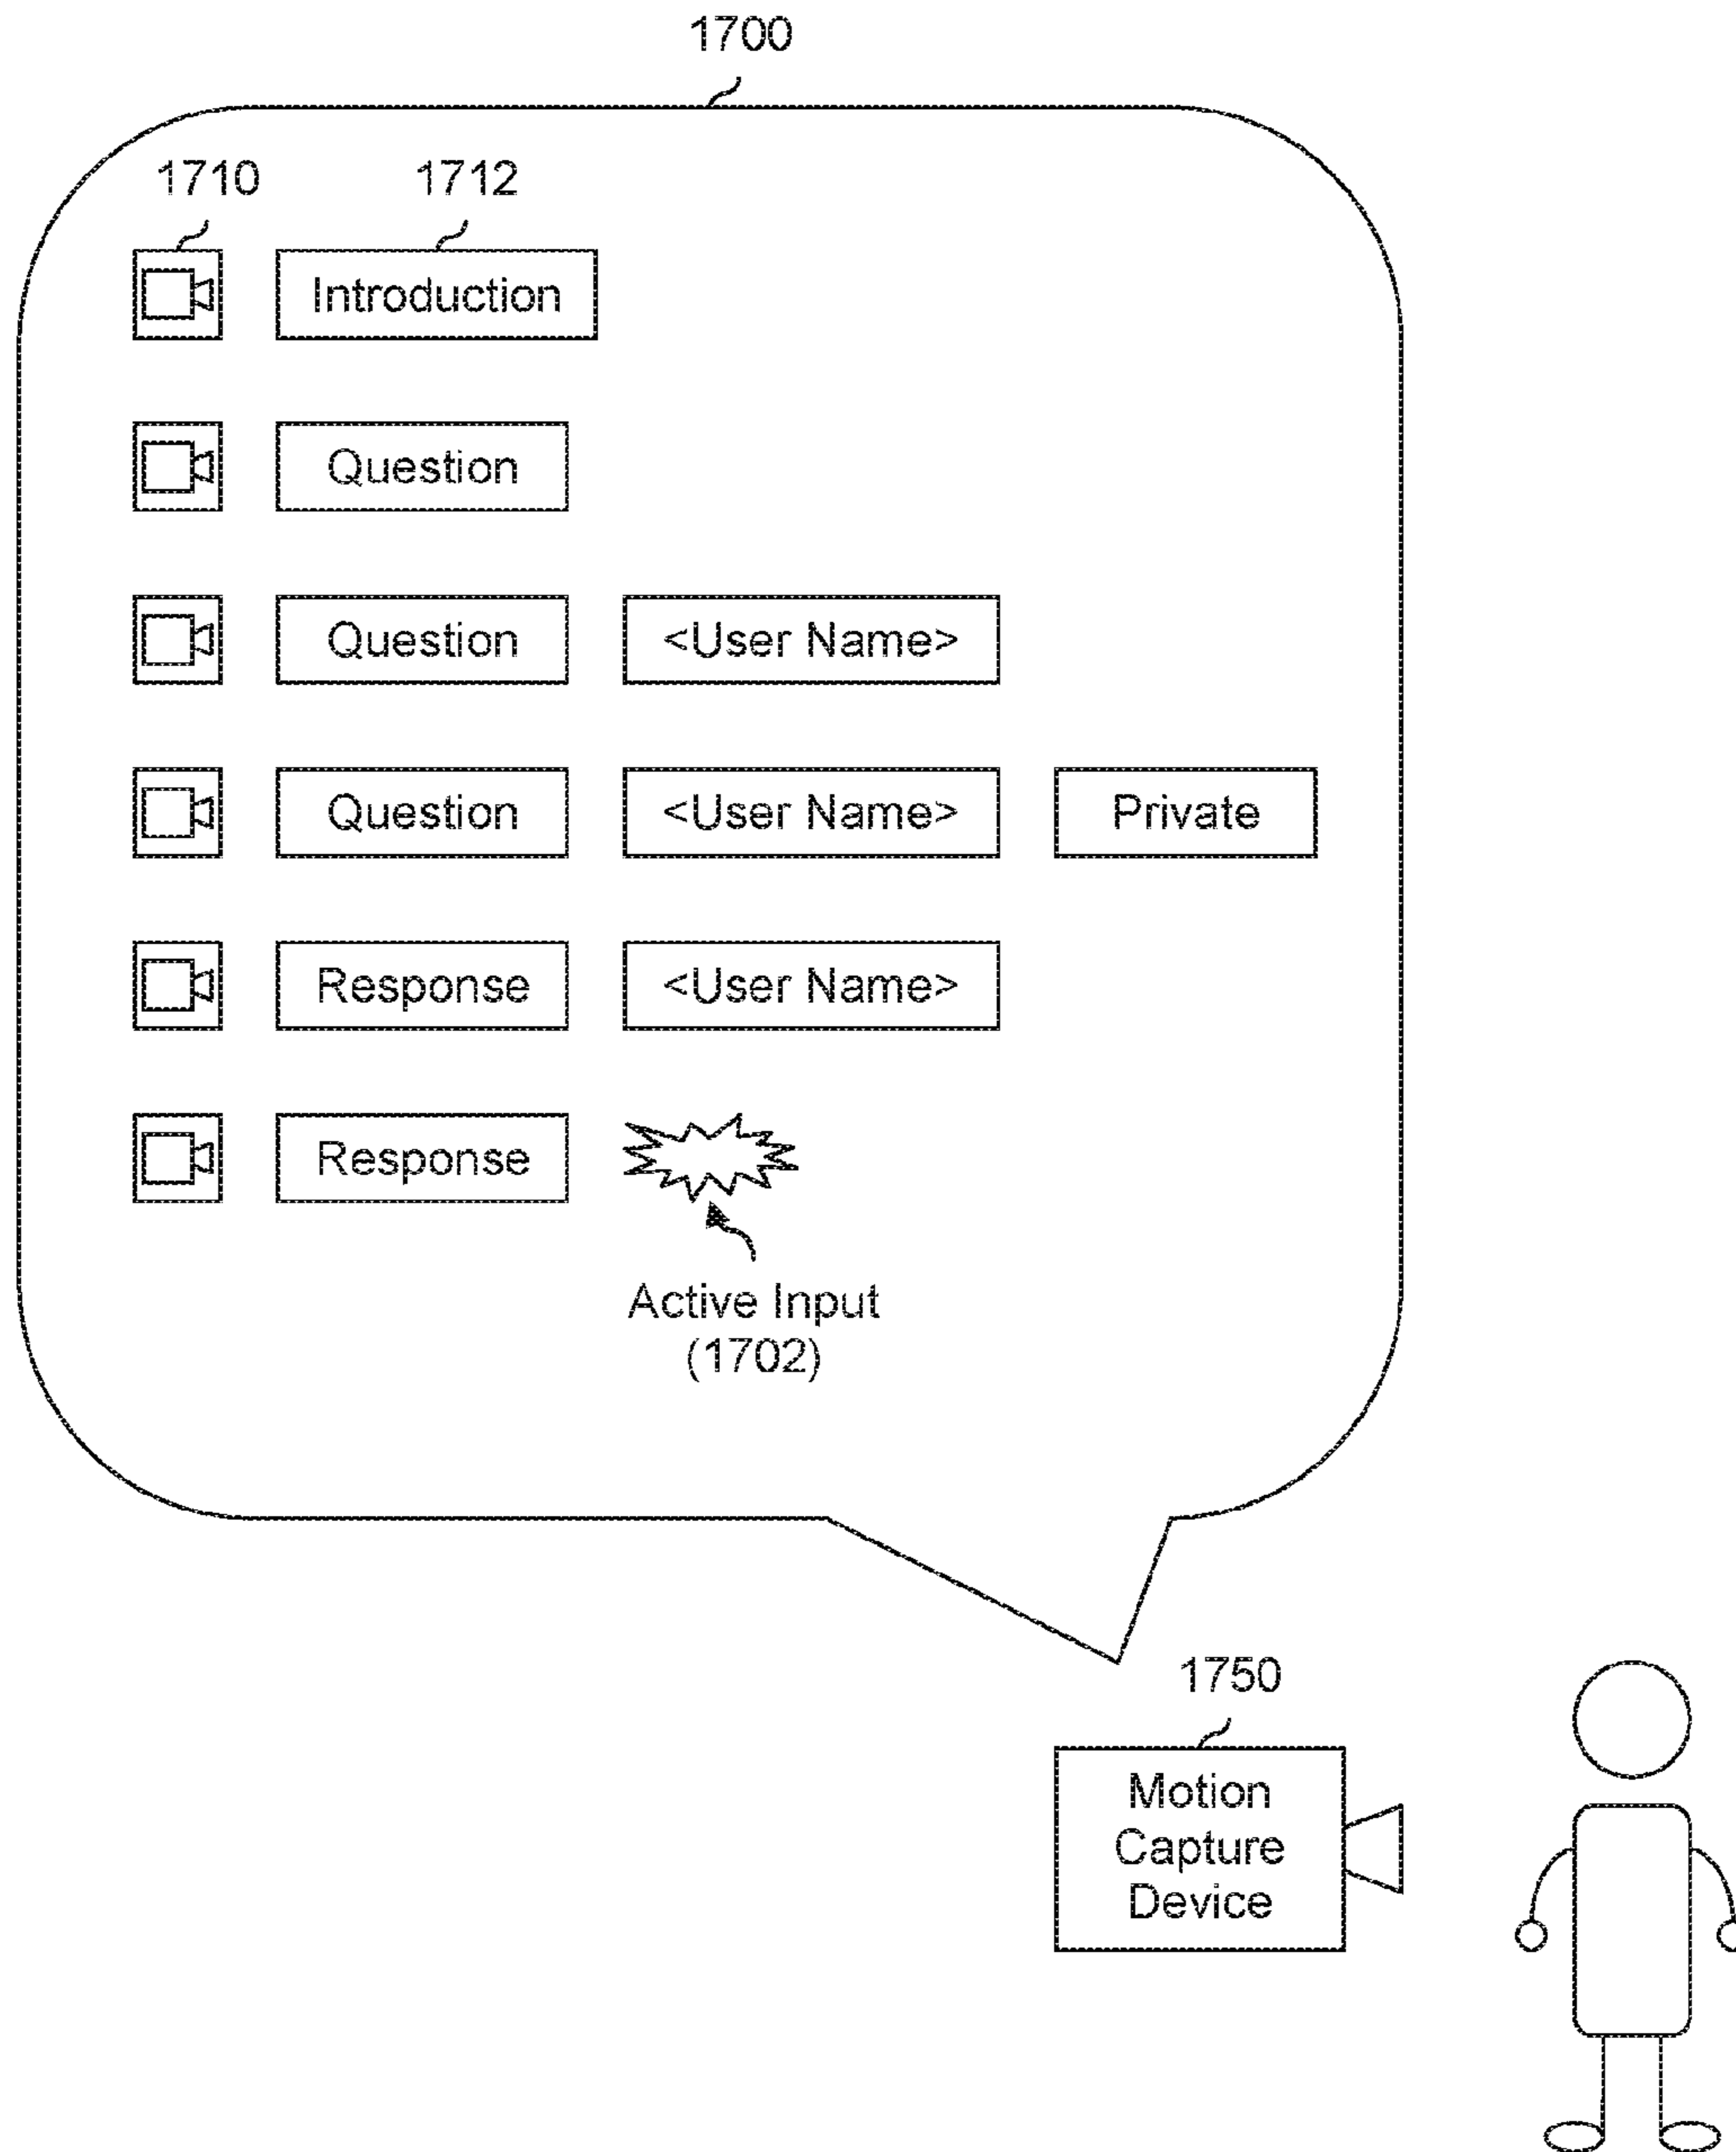 1700
1710 1712
Introduction
Question
Question <User Name>
Question <User Name> Private
Response <User Name>
Response
Active Input
(1702)
1750
Motion
Capture
Device